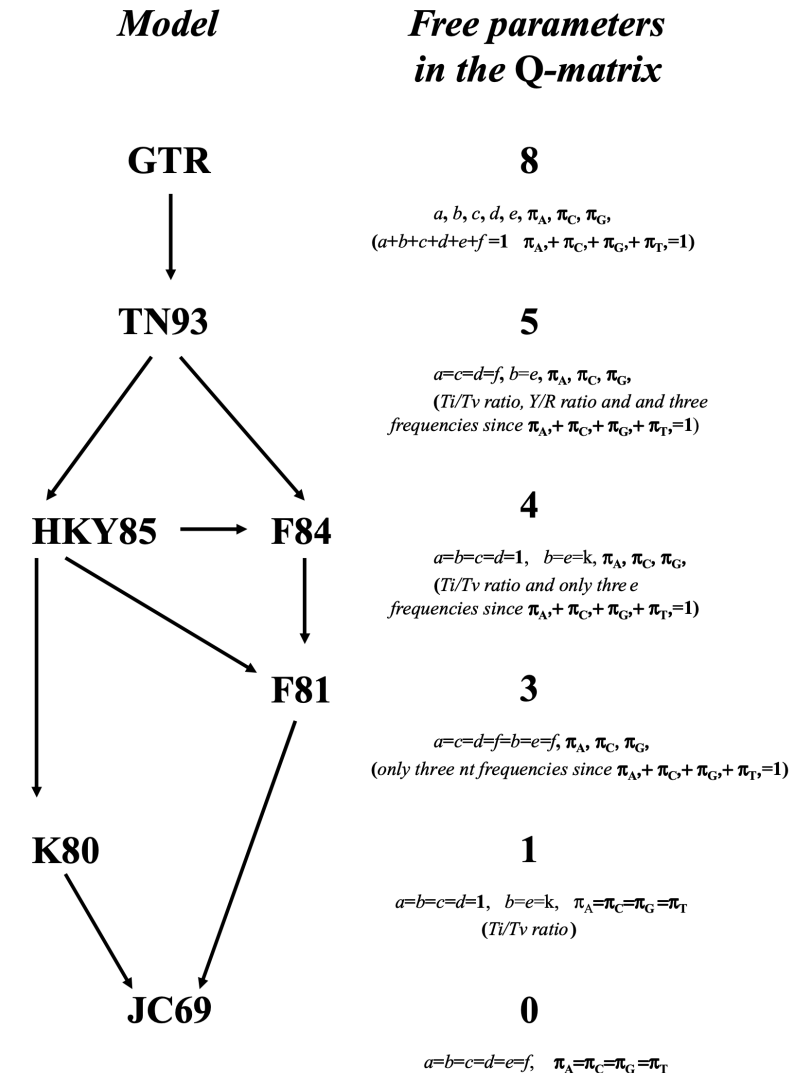 Model
Free parameters
in the Q-matrix
GTR
8
a, b, c, d, e, πA, πC, πG,
(a+b+c+d+e+f=1 πA,+ πC,+ πG,+ πT,=1)
TN93
5
a=c=d=f, b=e, πA, πC, πG,
(Ti/Tv ratio, Y/R ratio and and three
frequencies since πA,+ πC,+ πG,+ πT,=1)
4
HKY85
F84
a=b=c=d=1, b=e=k, πA, πC, πG,
(Ti/Tv ratio and only thre e
frequencies since πA,+ πC,+ πG,+ πT,=1)
F81
3
a=c=d=f=b=e=f, πA, πC, πG,
(only three nt frequencies since πA,+ πC,+ πG,+ πT,=1)
K80
1
a=b=c=d=1, b=e=k, πA=πC=πG =πT
(Ti/Tv ratio)
JC69
0
a=b=c=d=e=f, πA=πC=πG =πT